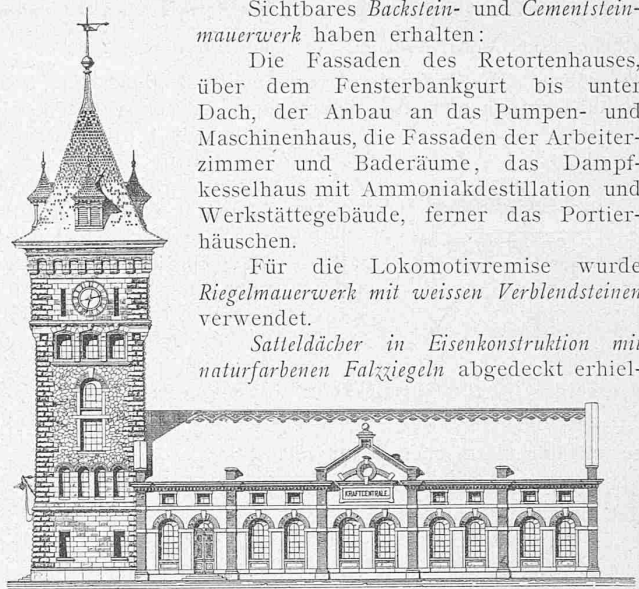 Sichtbares Backstein- und Cementstein-
mauerwerk haben erhalten:
Die Fassaden des Retortenhauses,
über dem Fensterbankgurt bis unter
Dach, der Anbau an das Pumpen- und
Maschinenhaus, die Fassaden der Arbeiter-
zimmer und Baderäume, das Dampf-
kesselhaus mit Ammoniakdestillation und
Werkstättegebäude, ferner das Portier-
häuschen.
Für die Lokomotivremise wurde
Riegelmauerwerk mit weissen Verblendsteinen
verwendet.
Satteldächer in Eisenkonstruktion mit
naturfarbenen Falzziegeln abgedeckt erhiel-
KRAFTCENTRALE